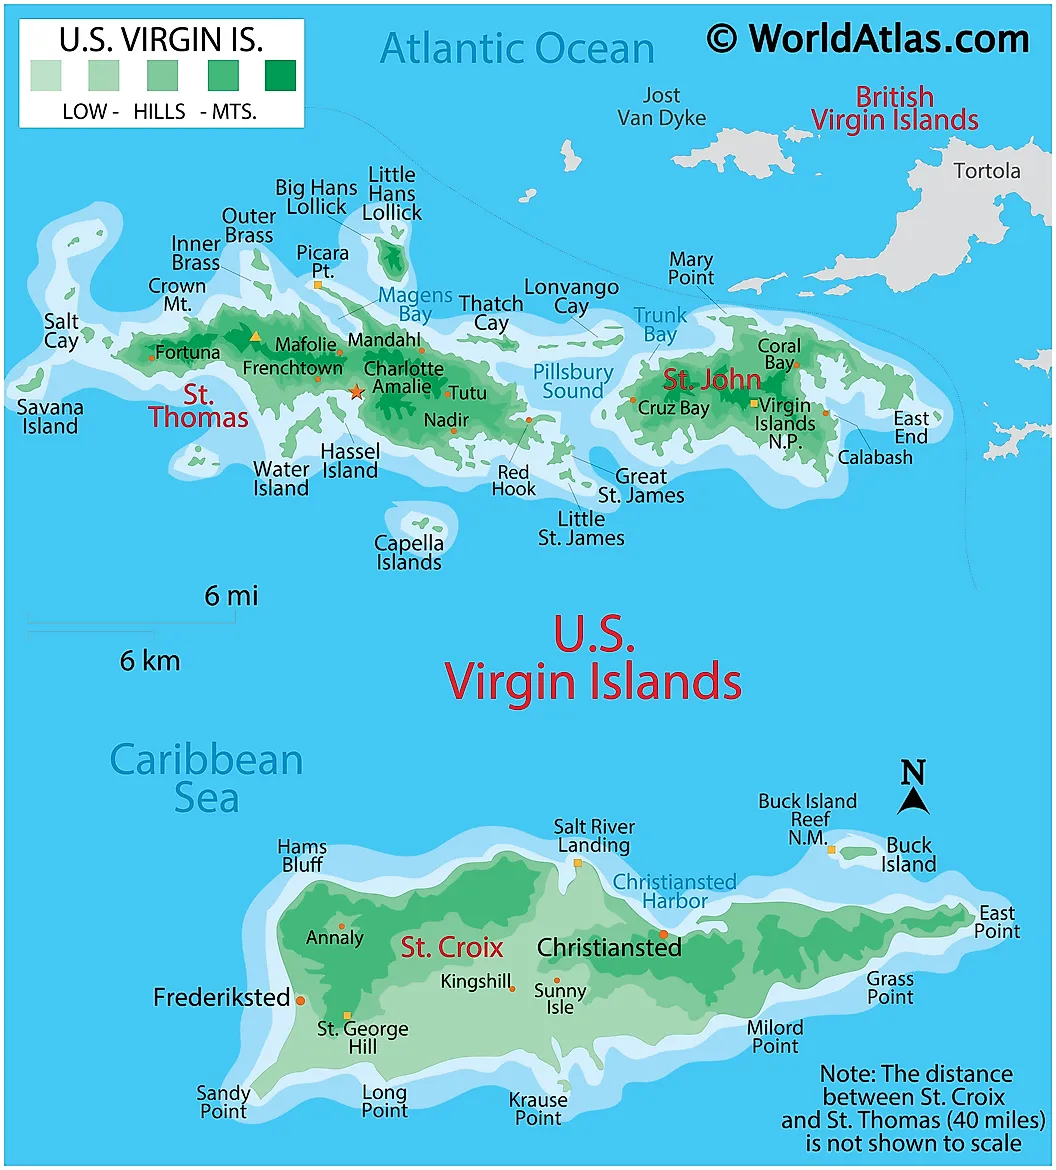 U.S. VIRGIN IS.
LOW - HILLS - MTS.
Atlantic Ocean
© WorldAtlas.com
Jost
Van Dyke
British
Virgin Islands
Tortola
Little
Hans
Lollick
Big Hans
Lollick
Outer
Brass
Inner
Brass
Picara
Pt.
Crown
Mt.
Magens
Bay
Thatch
Cay
Lonvango
Cay
Mary
Point
Trunk
Bay
Salt
Cay
Fortuna
Mafolie
Mandahl
Frenchtown
Charlotte
Amalie
Tutu
Nadir
Pillsbury
Sound
Coral
Bay
St. John
Cruz Bay
Virgin
Islands
N.P.
East
End
Calabash
Savana
Island
St.
Thomas
Water
Island
Hassel
Island
Red
Hook
Great
St. James
Little
St. James
Capella
Islands
6 mi
6 km
U.S.
Virgin Islands
Caribbean
Sea
N
Buck Island
Reef
N.M.
Buck
Island
Salt River
Landing
Hams
Bluff
Christiansted
Harbor
Annaly
St. Croix
Christiansted
East
Point
Kingshill
Sunny
Isle
Grass
Point
Frederiksted
St. George
Hill
Milord
Point
Sandy
Point
Long
Point
Krause
Point
Note: The distance
between St. Croix
and St. Thomas (40 miles)
is not shown to scale